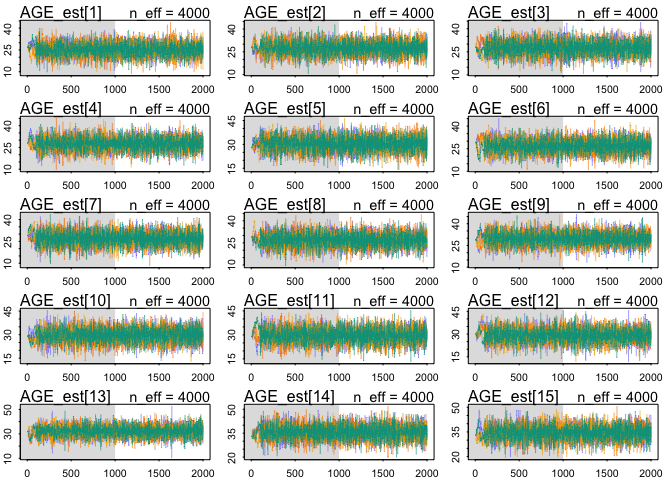 AGE_est[1] n_eff = 4000 AGE_est[2] n_eff = 4000 AGE_est[3] n_eff = 4000
10 25 40 10 25 40 10 25 40
0 500 1000 1500 2000 0 500 1000 1500 2000 0 500 1000 1500 2000
AGE_est[4] n_eff = 4000 AGE_est[5] n_eff = 4000 AGE_est[6] n_eff = 4000
10 25 40 15 30 45 10 25 40
0 500 1000 1500 2000 0 500 1000 1500 2000 0 500 1000 1500 2000
AGE_est[7] n_eff = 4000 AGE_est[8] n_eff = 4000 AGE_est[9] n_eff = 4000
10 25 40 10 25 40 10 25 40
0 500 1000 1500 2000 0 500 1000 1500 2000 0 500 1000 1500 2000
AGE_est[10] n_eff = 4000 AGE_est[11] n_eff = 4000 AGE_est[12] n_eff = 4000
15 30 45 15 30 45 15 30 45
0 500 1000 1500 2000 0 500 1000 1500 2000 0 500 1000 1500 2000
AGE_est[13] n_eff = 4000 AGE_est[14] n_eff = 4000 AGE_est[15] n_eff = 4000
10 30 50 20 35 50 20 35 50
0 500 1000 1500 2000 0 500 1000 1500 2000 0 500 1000 1500 2000